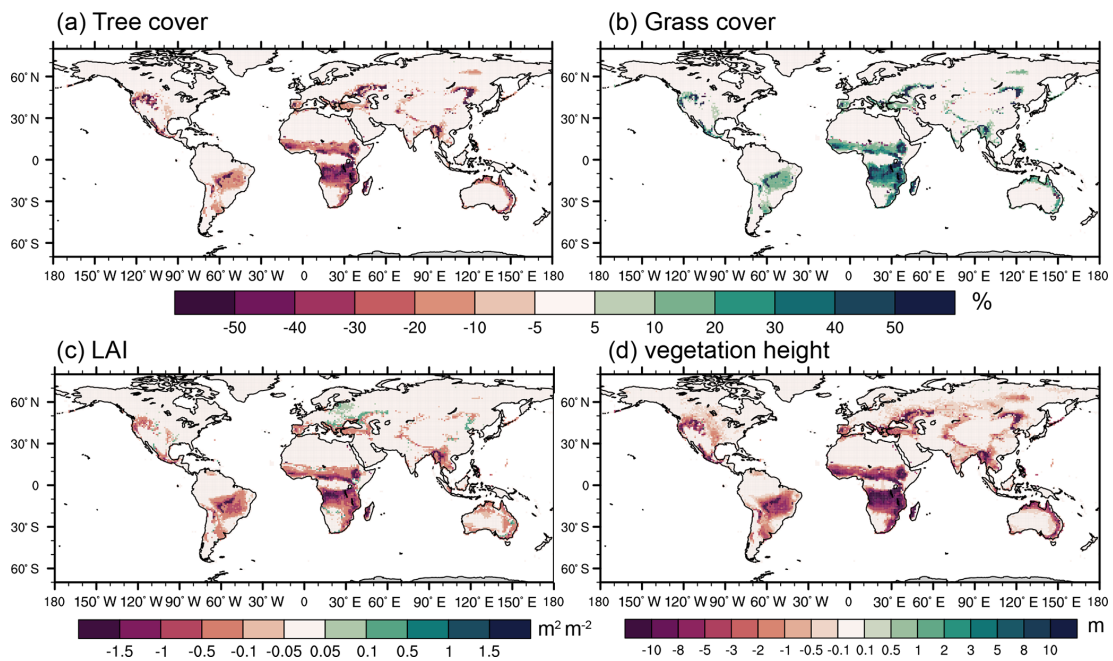 (a) Tree cover
(b) Grass cover
60° N
30° N
0
30° S
60° S
180 150° W 120° W 90° W 60° W 30° W 0 30° E 60° E 90° E 120° E 150° E 180
60° N
30° N
0
30° S
60° S
180 150° W 120° W 90° W 60° W 30° W 0 30° E 60° E 90° E 120° E 150° E 180
-50 -40 -30 -20 -10 -5 5 10 20 30 40 50 %
(c) LAI
(d) vegetation height
60° N
30° N
0
30° S
60° S
180 150° W 120° W 90° W 60° W 30° W 0 30° E 60° E 90° E 120° E 150° E 180
60° N
30° N
0
30° S
60° S
180 150° W 120° W 90° W 60° W 30° W 0 30° E 60° E 90° E 120° E 150° E 180
-1.5 -1 -0.5 -0.1 -0.05 0.05 0.1 0.5 1 1.5 m² m⁻²
-10 -8 -5 -3 -2 -1 -0.5 -0.1 0.1 0.5 1 2 3 5 8 10 m